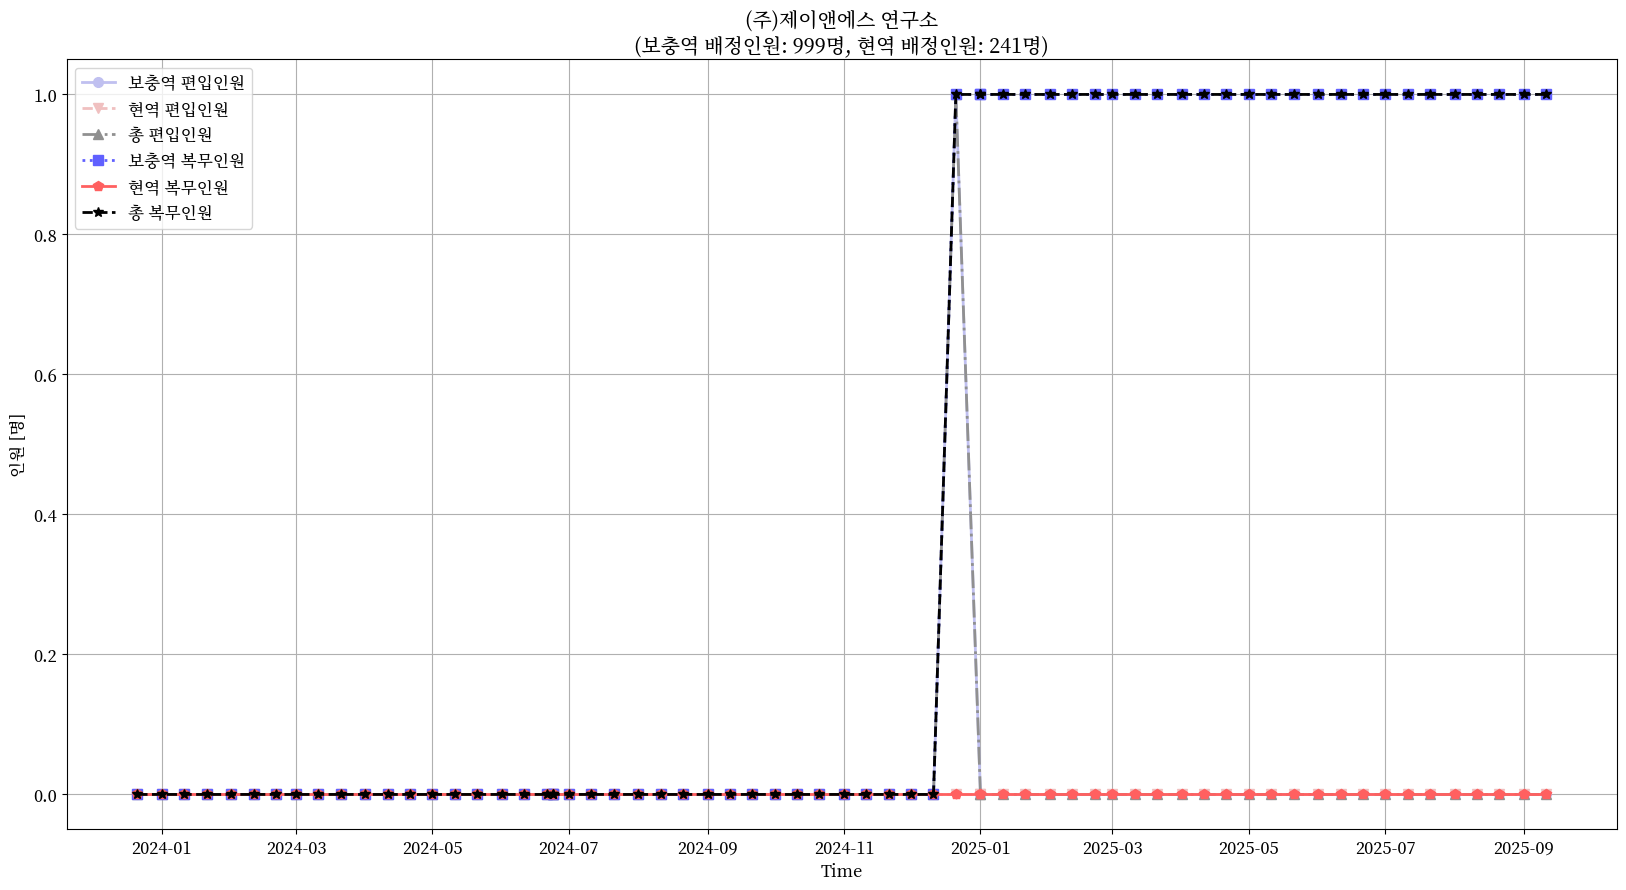 (주)제이앤에스 연구소
(보충역 배정인원: 999명, 현역 배정인원: 241명)
보충역 편입인원
현역 편입인원
총 편입인원
보충역 복무인원
현역 복무인원
총 복무인원
인원 [명]
1.0
0.8
0.6
0.4
0.2
0.0
2024-01
2024-03
2024-05
2024-07
2024-09
2024-11
2025-01
2025-03
2025-05
2025-07
2025-09
Time